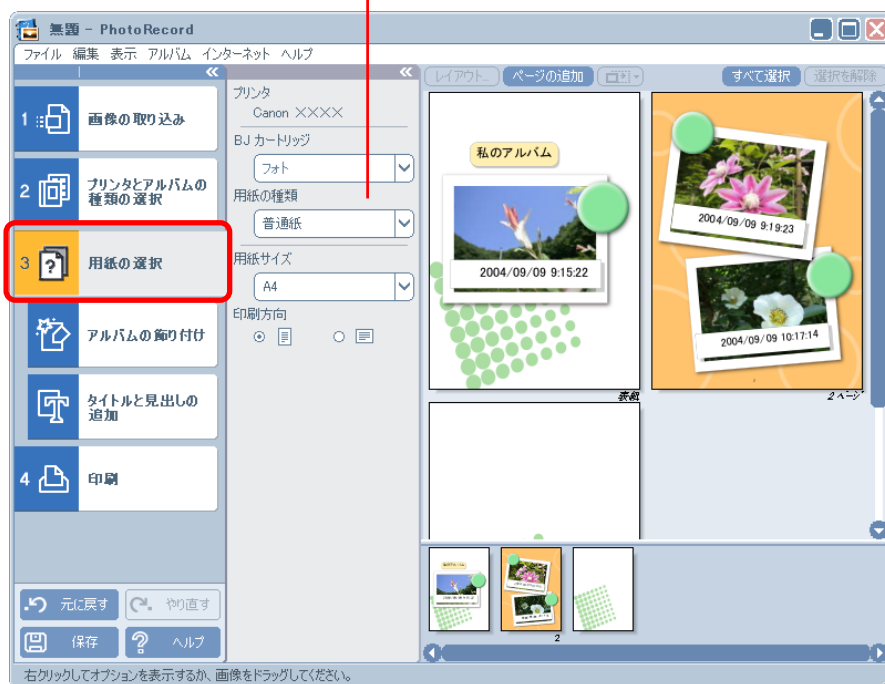 無題 - PhotoRecord
ファイル 編集 表示 アルバム インターネット ヘルプ
1 画像の取り込み
2 プリンタとアルバムの
種類の選択
3 用紙の選択
アルバムの飾り付け
タイトルと見出しの
追加
4 印刷
元に戻す やり直す
保存 ヘルプ
プリンタ
Canon XXXX
BJ カートリッジ
フォト
用紙の種類
普通紙
用紙サイズ
A4
印刷方向
レイアウト... ページの追加 すべて選択 選択を解除
私のアルバム
2004/09/09 9:15:22
表紙
2004/09/09 9:19:23
2004/09/09 10:17:14
2 ページ
2
右クリックしてオプションを表示するか、画像をドラッグしてください。